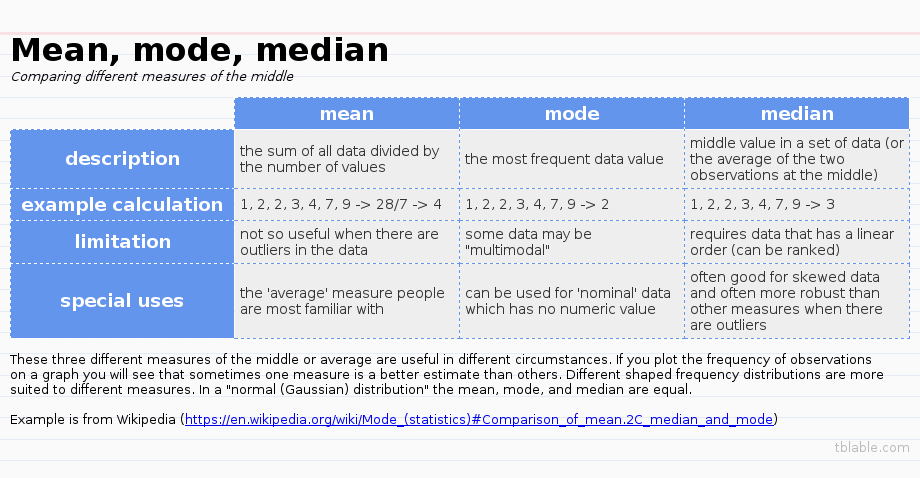 Mean, mode, median
Comparing different measures of the middle
mean mode median
description
the sum of all data divided by
the number of values
the most frequent data value
middle value in a set of data (or
the average of the two
observations at the middle)
example calculation
1, 2, 2, 3, 4, 7, 9 -> 28/7 -> 4
1, 2, 2, 3, 4, 7, 9 -> 2
1, 2, 2, 3, 4, 7, 9 -> 3
limitation
not so useful when there are
outliers in the data
some data may be
"multimodal"
requires data that has a linear
order (can be ranked)
special uses
the 'average' measure people
are most familiar with
can be used for 'nominal' data
which has no numeric value
often good for skewed data
and often more robust than
other measures when there
are outliers
These three different measures of the middle or average are useful in different circumstances. If you plot the frequency of observations
on a graph you will see that sometimes one measure is a better estimate than others. Different shaped frequency distributions are more
suited to different measures. In a "normal (Gaussian) distribution" the mean, mode, and median are equal.
Example is from Wikipedia (https://en.wikipedia.org/wiki/Mode_(statistics)#Comparison_of_mean.2C_median_and_mode)
tblable.com